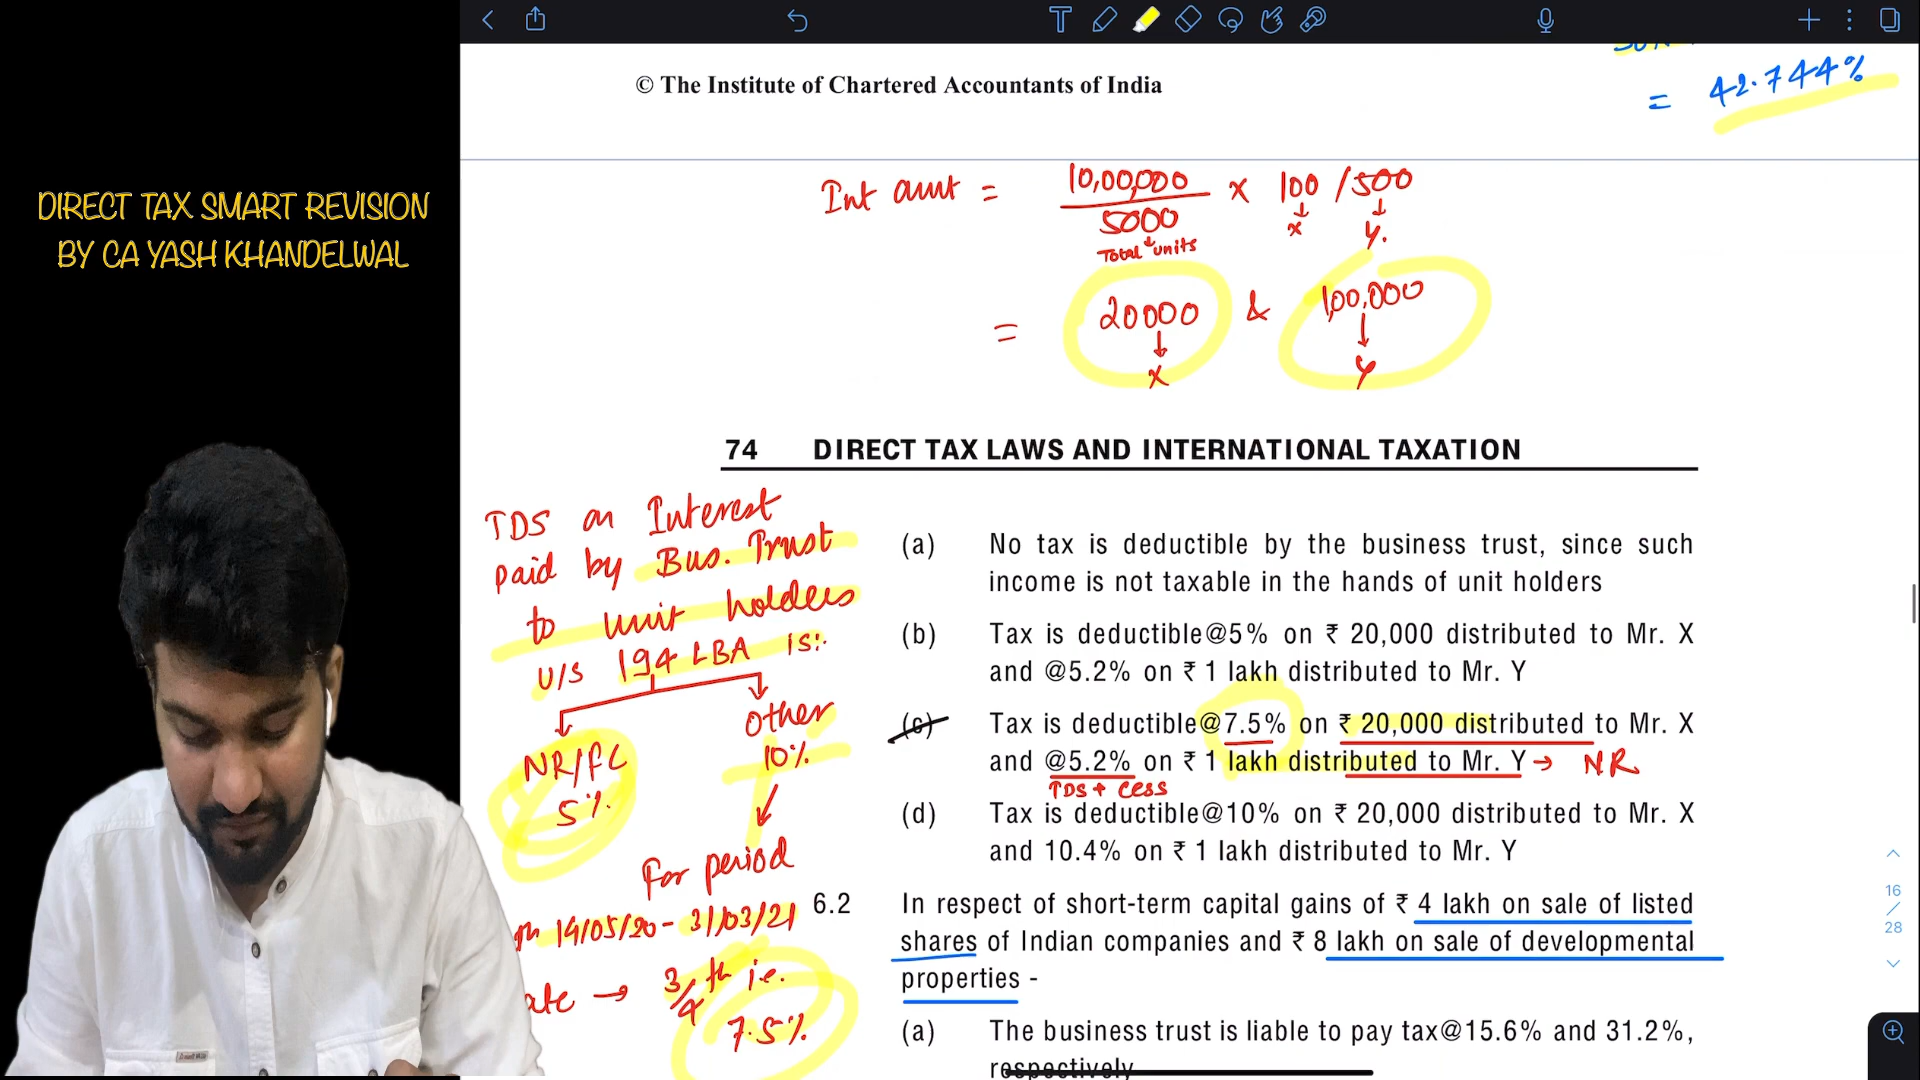 DIRECT TAX SMART REVISION
BY CA YASH KHANDELWAL
© The Institute of Chartered Accountants of India
= 42.744%
Int amt = 10,00,000 x 100 / 500
5000 x y.
Total units
= 20000 & 1,00,000
x y
74 DIRECT TAX LAWS AND INTERNATIONAL TAXATION
TDS on Interest
paid by Bus. Trust
to unit holders
u/s 194 LBA is:
NR/FC
5%
Other
10%
For period
14/05/20 - 31/03/21
→ 3/4th i.e.
7.5%
(a) No tax is deductible by the business trust, since such
income is not taxable in the hands of unit holders
(b) Tax is deductible@5% on ₹ 20,000 distributed to Mr. X
and @5.2% on ₹ 1 lakh distributed to Mr. Y
(c) Tax is deductible@7.5% on ₹ 20,000 distributed to Mr. X
and @5.2% on ₹ 1 lakh distributed to Mr. Y → NR
TDS + Cess
(d) Tax is deductible@10% on ₹ 20,000 distributed to Mr. X
and 10.4% on ₹ 1 lakh distributed to Mr. Y
6.2 In respect of short-term capital gains of ₹ 4 lakh on sale of listed
shares of Indian companies and ₹ 8 lakh on sale of developmental
properties -
(a) The business trust is liable to pay tax@15.6% and 31.2%,
respectively
16
/
28